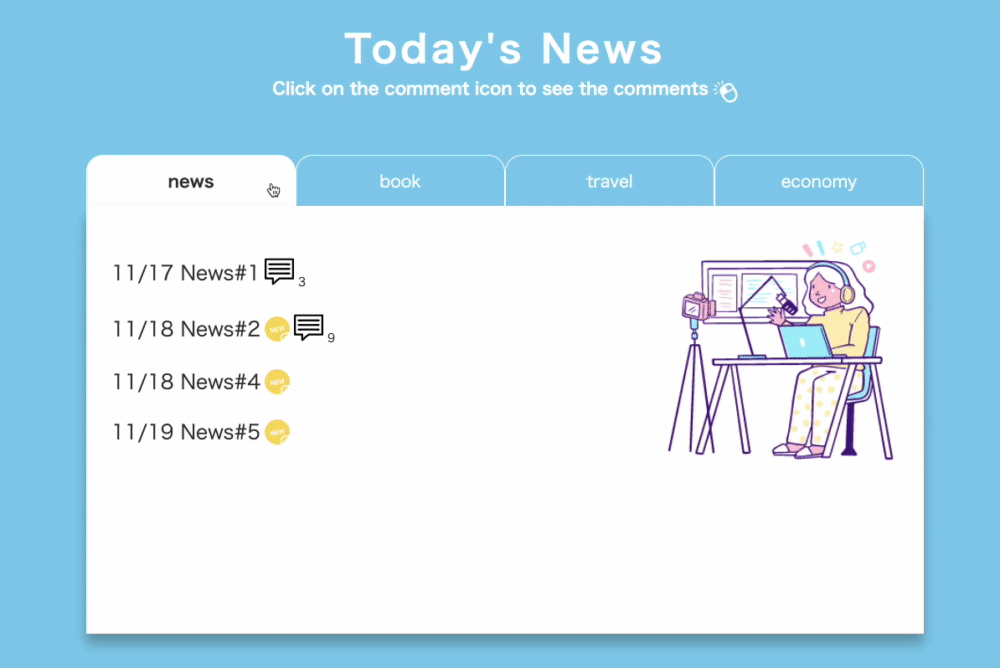 Today's News
Click on the comment icon to see the comments
news
book
travel
economy
11/17 News#1 3
11/18 News#2 NEW 9
11/18 News#4 NEW
11/19 News#5 NEW